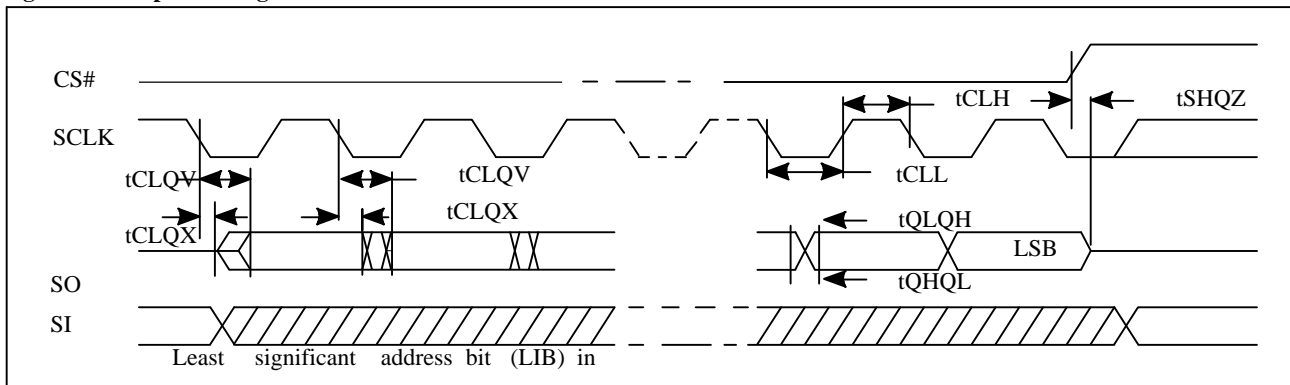 CS#
tCLH
tSHQZ
SCLK
tCLQV
tCLQV
tCLL
tCLQX
tCLQX
tQLQH
LSB
SO
tQHQL
SI
Least significant address bit (LIB) in